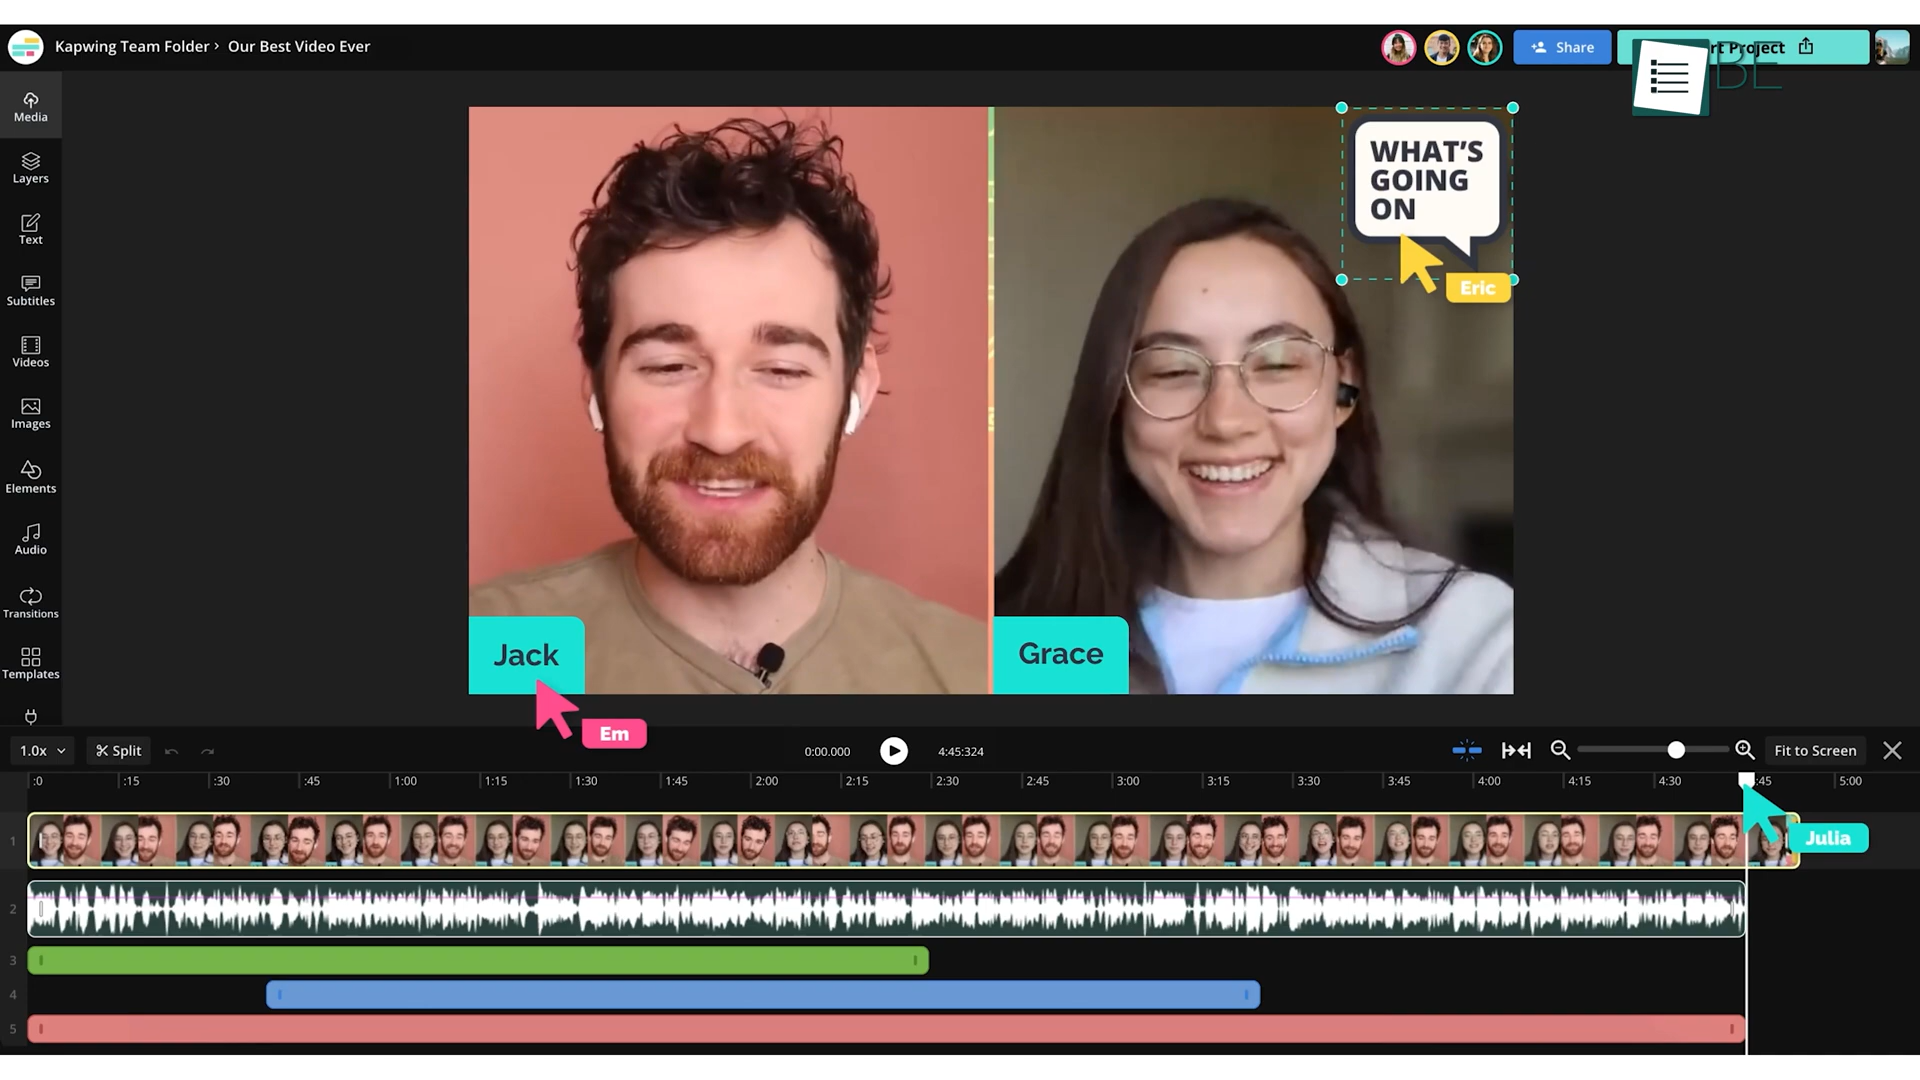 Kapwing Team Folder › Our Best Video Ever
Share
rt Project
BE
Media
Layers
Text
Subtitles
Videos
Images
Elements
Audio
Transitions
Templates
WHAT'S
GOING
ON
Eric
Jack
Grace
Em
1.0x
Split
0:00.000
4:45:324
Fit to Screen
:0 :15 :30 :45 1:00 1:15 1:30 1:45 2:00 2:15 2:30 2:45 3:00 3:15 3:30 3:45 4:00 4:15 4:30 :45 5:00
1
Julia
2
3
4
5